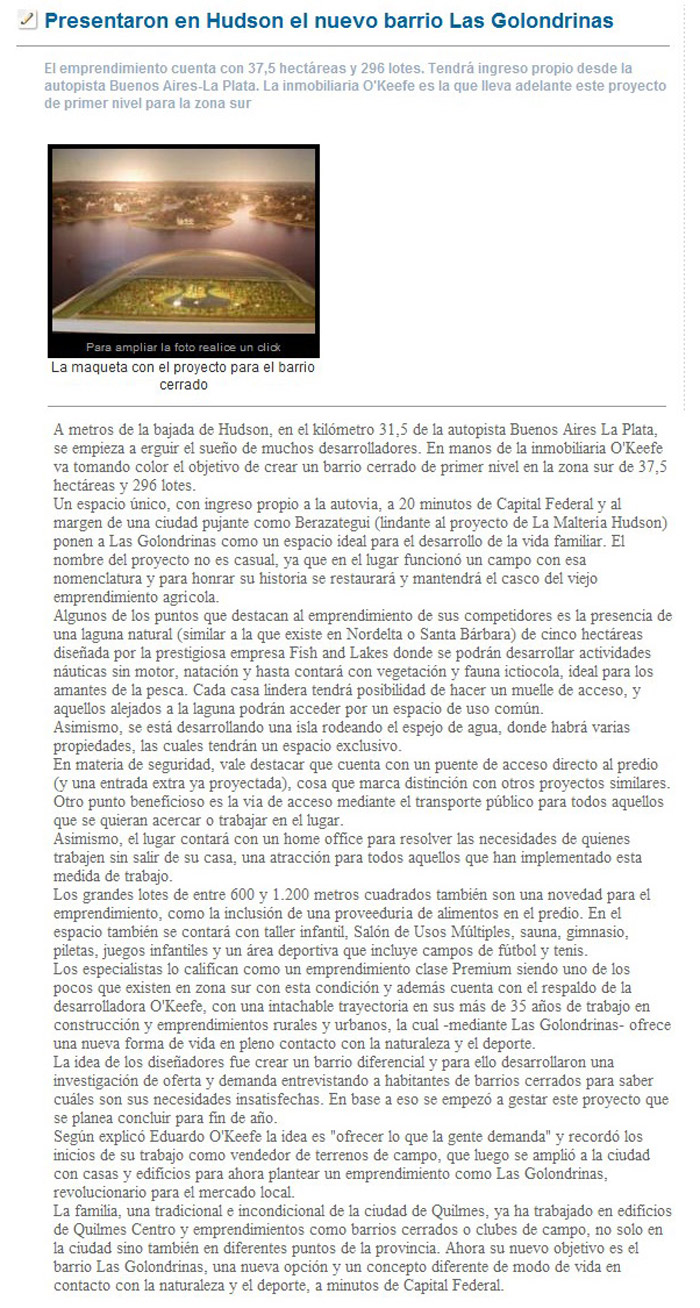 Presentaron en Hudson el nuevo barrio Las Golondrinas
El emprendimiento cuenta con 37,5 hectáreas y 296 lotes. Tendrá ingreso propio desde la
autopista Buenos Aires-La Plata. La inmobiliaria O'Keefe es la que lleva adelante este proyecto
de primer nivel para la zona sur
Para ampliar la foto realice un click
La maqueta con el proyecto para el barrio
cerrado
A metros de la bajada de Hudson, en el kilómetro 31,5 de la autopista Buenos Aires La Plata,
se empieza a erguir el sueño de muchos desarrolladores. En manos de la inmobiliaria O'Keefe
va tomando color el objetivo de crear un barrio cerrado de primer nivel en la zona sur de 37,5
hectáreas y 296 lotes.
Un espacio único, con ingreso propio a la autovía, a 20 minutos de Capital Federal y al
margen de una ciudad pujante como Berazategui (lindante al proyecto de La Maltería Hudson)
ponen a Las Golondrinas como un espacio ideal para el desarrollo de la vida familiar. El
nombre del proyecto no es casual, ya que en el lugar funcionó un campo con esa
nomenclatura y para honrar su historia se restaurará y mantendrá el casco del viejo
emprendimiento agrícola.
Algunos de los puntos que destacan al emprendimiento de sus competidores es la presencia de
una laguna natural (similar a la que existe en Nordelta o Santa Bárbara) de cinco hectáreas
diseñada por la prestigiosa empresa Fish and Lakes donde se podrán desarrollar actividades
náuticas sin motor, natación y hasta contará con vegetación y fauna ictiocola, ideal para los
amantes de la pesca. Cada casa lindera tendrá posibilidad de hacer un muelle de acceso, y
aquellos alejados a la laguna podrán acceder por un espacio de uso común.
Asimismo, se está desarrollando una isla rodeando el espejo de agua, donde habrá varias
propiedades, las cuales tendrán un espacio exclusivo.
En materia de seguridad, vale destacar que cuenta con un puente de acceso directo al predio
(y una entrada extra ya proyectada), cosa que marca distinción con otros proyectos similares.
Otro punto beneficioso es la vía de acceso mediante el transporte público para todos aquellos
que se quieran acercar o trabajar en el lugar.
Asimismo, el lugar contará con un home office para resolver las necesidades de quienes
trabajen sin salir de su casa, una atracción para todos aquellos que han implementado esta
medida de trabajo.
Los grandes lotes de entre 600 y 1.200 metros cuadrados también son una novedad para el
emprendimiento, como la inclusión de una proveeduría de alimentos en el predio. En el
espacio también se contará con taller infantil, Salón de Usos Múltiples, sauna, gimnasio,
piletas, juegos infantiles y un área deportiva que incluye campos de fútbol y tenis.
Los especialistas lo califican como un emprendimiento clase Premium siendo uno de los
pocos que existen en zona sur con esta condición y además cuenta con el respaldo de la
desarrolladora O'Keefe, con una intachable trayectoria en sus más de 35 años de trabajo en
construcción y emprendimientos rurales y urbanos, la cual -mediante Las Golondrinas- ofrece
una nueva forma de vida en pleno contacto con la naturaleza y el deporte.
La idea de los diseñadores fue crear un barrio diferencial y para ello desarrollaron una
investigación de oferta y demanda entrevistando a habitantes de barrios cerrados para saber
cuáles son sus necesidades insatisfechas. En base a eso se empezó a gestar este proyecto que
se planea concluir para fin de año.
Según explicó Eduardo O'Keefe la idea es "ofrecer lo que la gente demanda" y recordó los
inicios de su trabajo como vendedor de terrenos de campo, que luego se amplió a la ciudad
con casas y edificios para ahora plantear un emprendimiento como Las Golondrinas,
revolucionario para el mercado local.
La familia, una tradicional e incondicional de la ciudad de Quilmes, ya ha trabajado en edificios
de Quilmes Centro y emprendimientos como barrios cerrados o clubes de campo, no solo en
la ciudad sino también en diferentes puntos de la provincia. Ahora su nuevo objetivo es el
barrio Las Golondrinas, una nueva opción y un concepto diferente de modo de vida en
contacto con la naturaleza y el deporte, a minutos de Capital Federal.